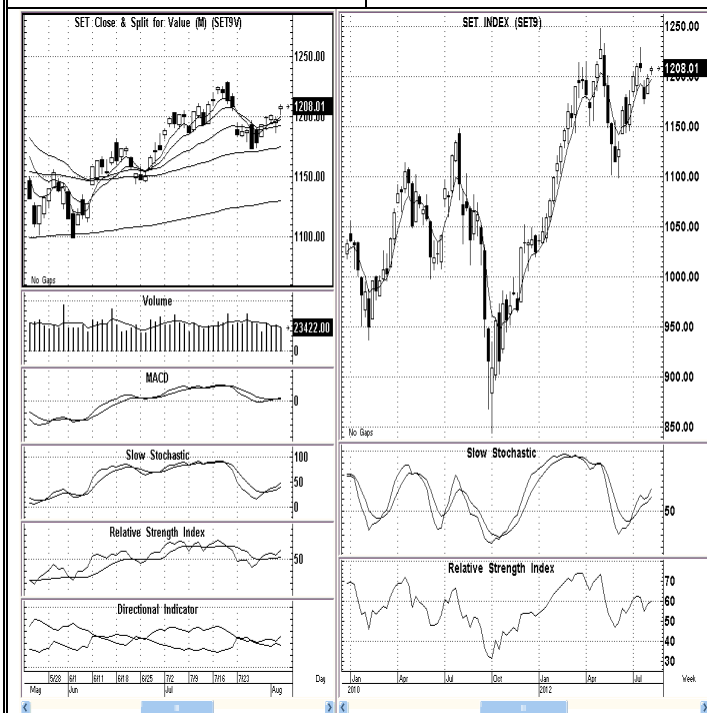 SET Close & Split for Value (M) (SET9V)
1250.00
1208.01
1200.00
1150.00
1100.00
No Gaps
Volume
23422.00
0
MACD
0
Slow Stochastic
100
50
0
Relative Strength Index
50
Directional Indicator
5/28 6/1 6/11 6/18 6/25 7/2 7/9 7/16 7/23 Day
May Jun Jul Aug
SET INDEX (SET9)
1250.00
1208.01
1200.00
1150.00
1100.00
1050.00
1000.00
950.00
900.00
850.00
No Gaps
Slow Stochastic
50
Relative Strength Index
70
60
50
40
30
Jan Apr Jul Oct Jan Apr Jul Week
2010 2012